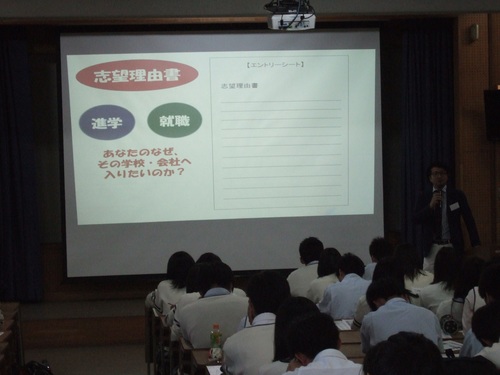 志望理由書
進学
就職
あなたのなぜ、
その学校・会社へ
入りたいのか？
【エントリーシート】
志望理由書